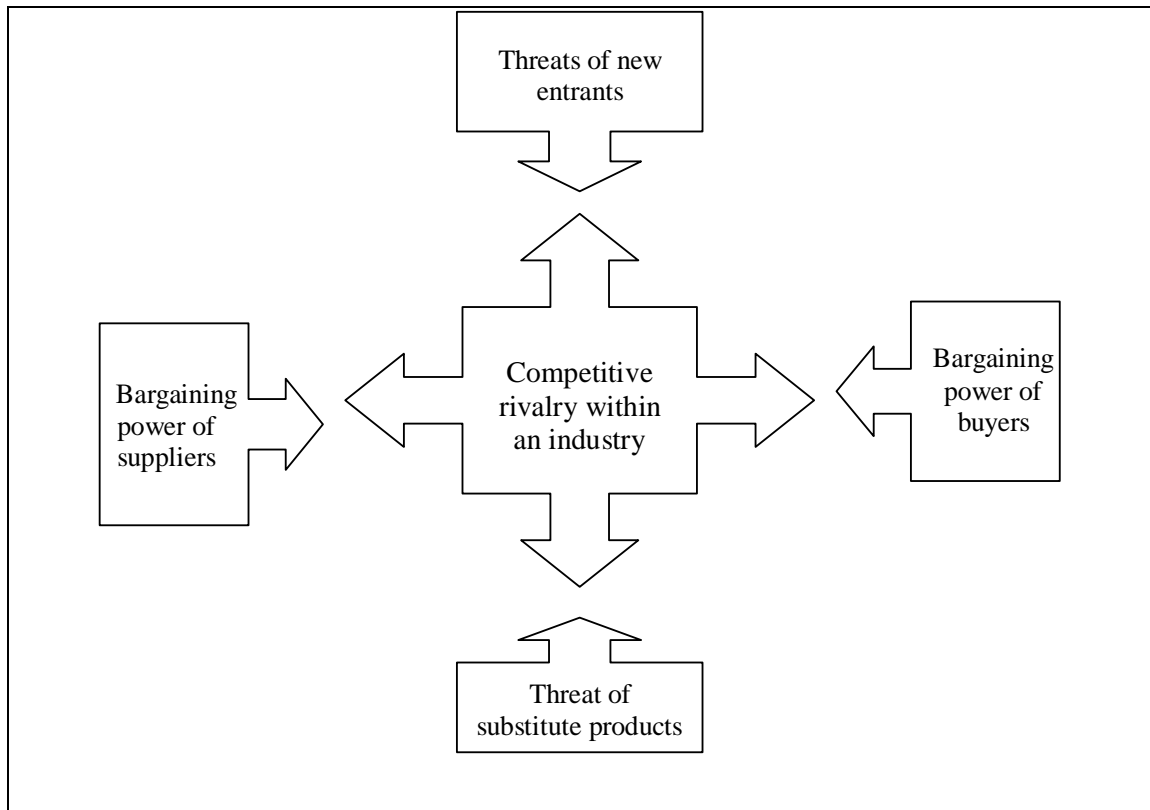 Threats of new
entrants
Bargaining
power of
suppliers
Competitive
rivalry within
an industry
Bargaining
power of
buyers
Threat of
substitute products